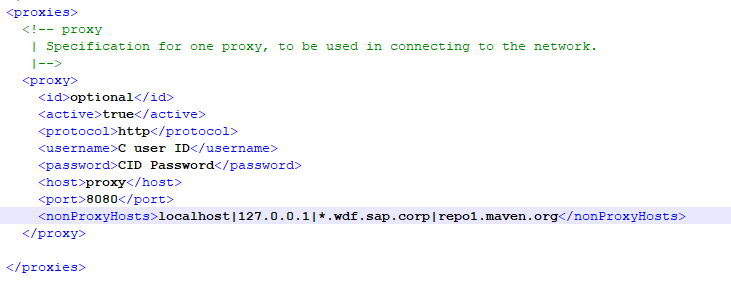 <proxies>
<!-- proxy
| Specification for one proxy, to be used in connecting to the network.
|-->
<proxy>
<id>optional</id>
<active>true</active>
<protocol>http</protocol>
<username>C user ID</username>
<password>CID Password</password>
<host>proxy</host>
<port>8080</port>
<nonProxyHosts>localhost|127.0.0.1|*.wdf.sap.corp|repo1.maven.org</nonProxyHosts>
</proxy>
</proxies>